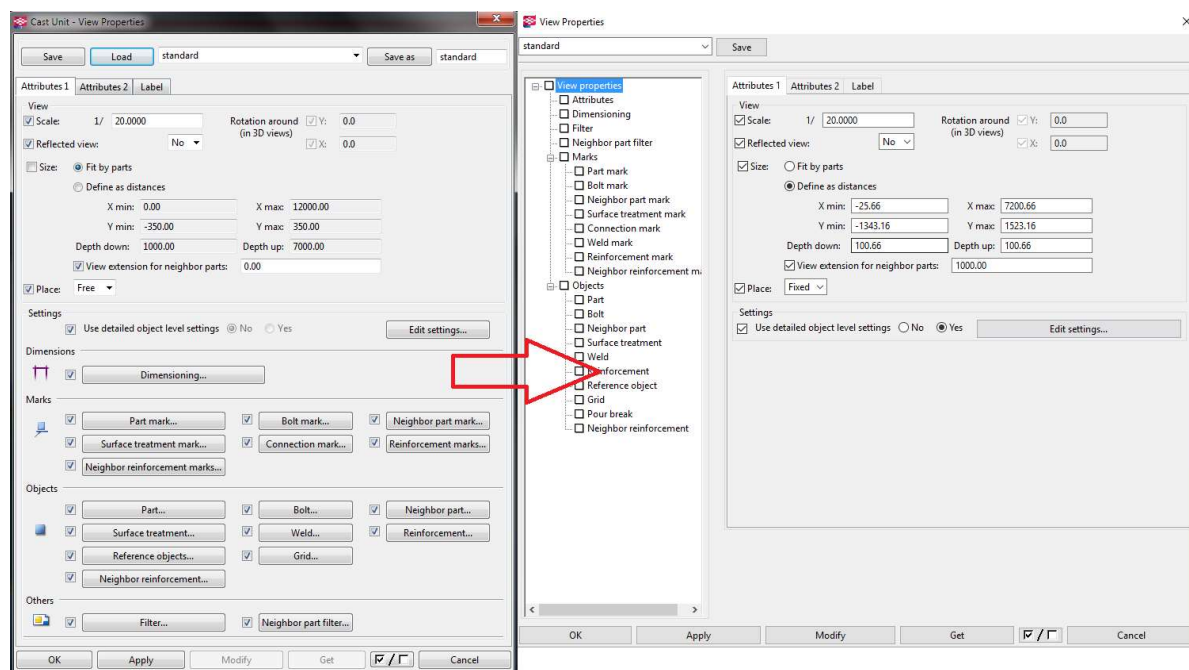 Cast Unit - View Properties
Save Load standard Save as standard
Attributes 1 Attributes 2 Label
View
Scale: 1/ 20.0000 Rotation around Y: 0.0
(in 3D views)
Reflected view: No X: 0.0
Size: Fit by parts
Define as distances
X min: 0.00 X max: 12000.00
Y min: -350.00 Y max: 350.00
Depth down: 1000.00 Depth up: 7000.00
View extension for neighbor parts: 0.00
Place: Free
Settings
Use detailed object level settings No Yes Edit settings...
Dimensions
Dimensioning...
Marks
Part mark... Bolt mark... Neighbor part mark...
Surface treatment mark... Connection mark... Reinforcement marks...
Neighbor reinforcement marks...
Objects
Part... Bolt... Neighbor part...
Surface treatment... Weld... Reinforcement...
Reference objects... Grid...
Neighbor reinforcement...
Others
Filter... Neighbor part filter...
OK Apply Modify Get Cancel
View Properties
standard Save
View properties
Attributes
Dimensioning
Filter
Neighbor part filter
Marks
Part mark
Bolt mark
Neighbor part mark
Surface treatment mark
Connection mark
Weld mark
Reinforcement mark
Neighbor reinforcement m
Objects
Part
Bolt
Neighbor part
Surface treatment
Weld
Reinforcement
Reference object
Grid
Pour break
Neighbor reinforcement
Attributes 1 Attributes 2 Label
View
Scale: 1/ 20.0000 Rotation around Y: 0.0
(in 3D views)
Reflected view: No X: 0.0
Size: Fit by parts
Define as distances
X min: -25.66 X max: 7200.66
Y min: -1343.16 Y max: 1523.16
Depth down: 100.66 Depth up: 100.66
View extension for neighbor parts: 1000.00
Place: Fixed
Settings
Use detailed object level settings No Yes Edit settings...
OK Apply Modify Get Cancel